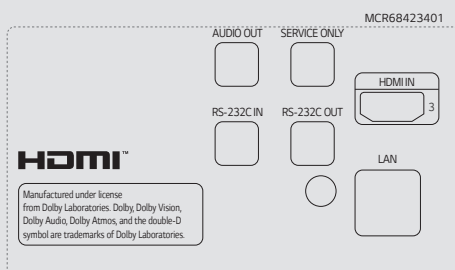 MCR68423401
AUDIO OUT
SERVICE ONLY
HDMI IN
3
RS-232C IN
RS-232C OUT
HDMI™
LAN
Manufactured under license
from Dolby Laboratories. Dolby, Dolby Vision,
Dolby Audio, Dolby Atmos, and the double-D
symbol are trademarks of Dolby Laboratories.